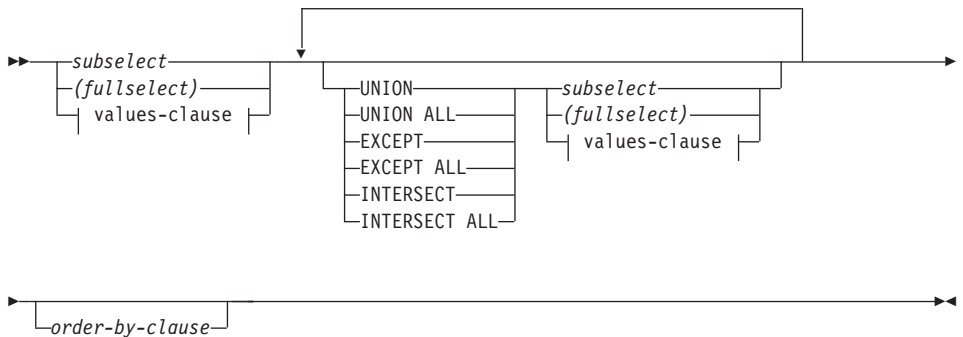 subselect
(fullselect)
values-clause
UNION
UNION ALL
EXCEPT
EXCEPT ALL
INTERSECT
INTERSECT ALL
subselect
(fullselect)
values-clause
order-by-clause